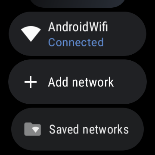 AndroidWifi
Connected
Add network
Saved networks